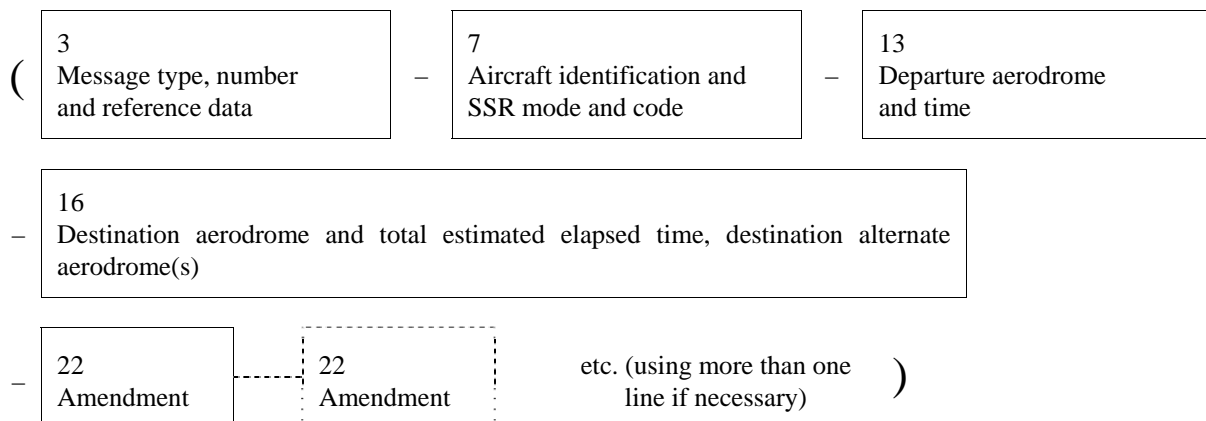 ( 3 7 13
Message type, number – Aircraft identification and – Departure aerodrome
and reference data SSR mode and code and time
16
– Destination aerodrome and total estimated elapsed time, destination alternate
aerodrome(s)
22 22 etc. (using more than one )
– Amendment Amendment line if necessary)